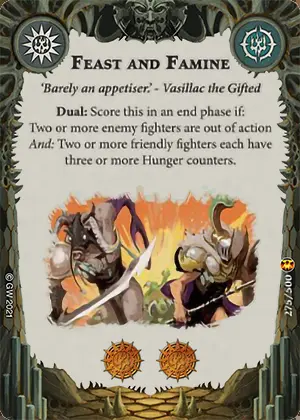 FEAST AND FAMINE
'Barely an appetiser.' - Vasillac the Gifted
Dual: Score this in an end phase if:
Two or more enemy fighters are out of action
And: Two or more friendly fighters each have
three or more Hunger counters.
© GW 2021
275/500